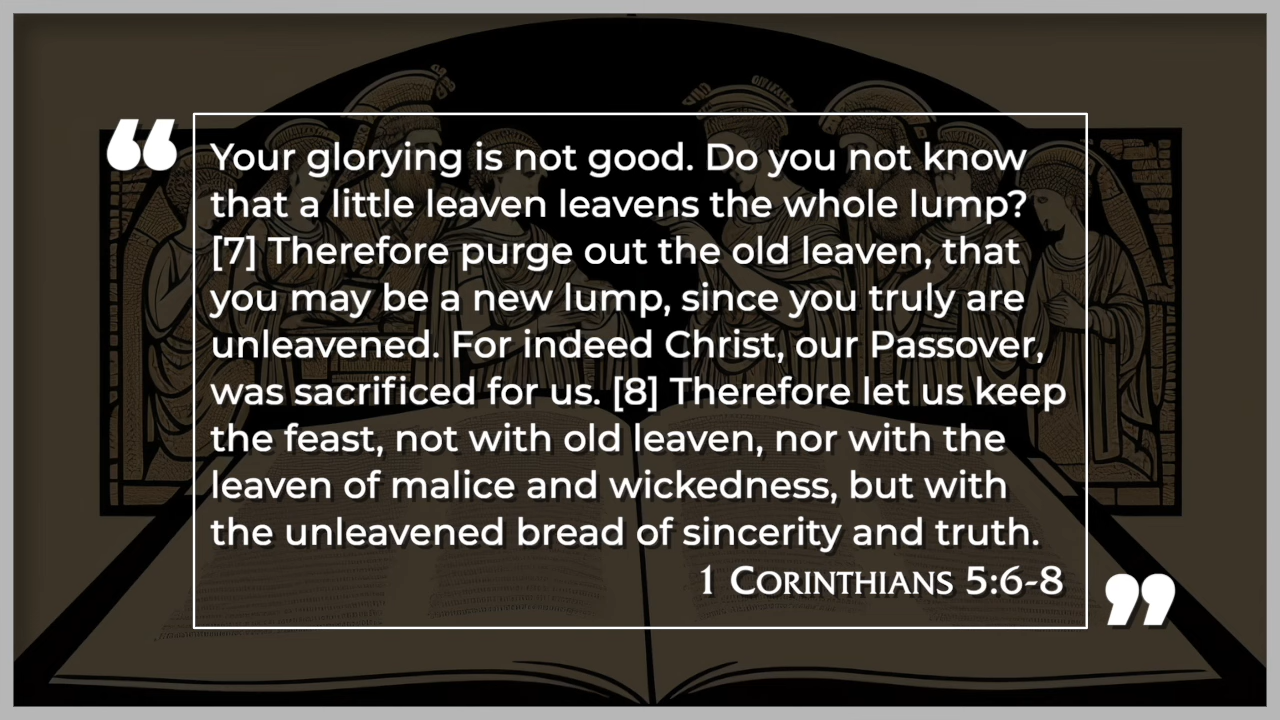 “
Your glorying is not good. Do you not know
that a little leaven leavens the whole lump?
[7] Therefore purge out the old leaven, that
you may be a new lump, since you truly are
unleavened. For indeed Christ, our Passover,
was sacrificed for us. [8] Therefore let us keep
the feast, not with old leaven, nor with the
leaven of malice and wickedness, but with
the unleavened bread of sincerity and truth.
1 Corinthians 5:6-8
”